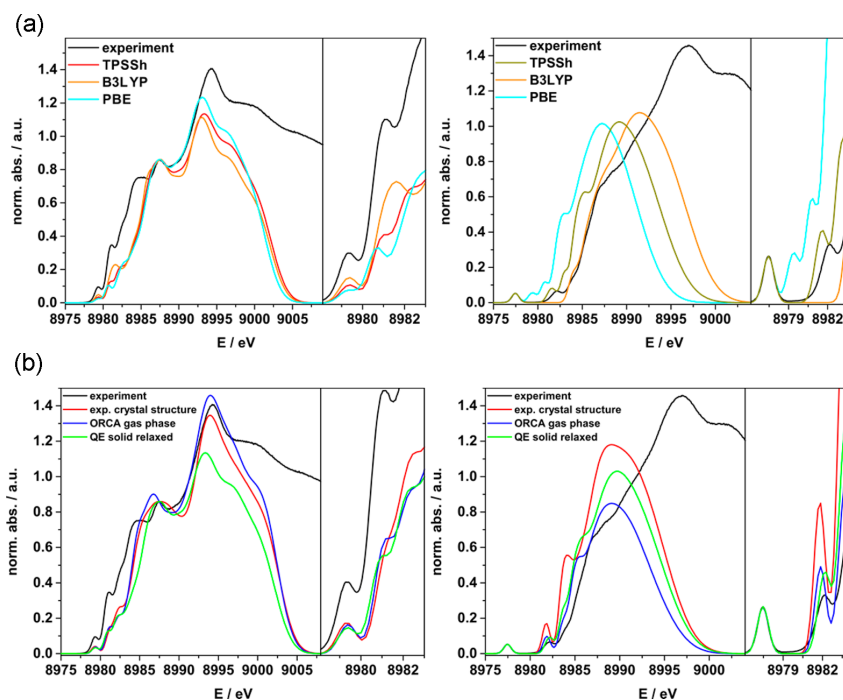 (a)
experiment
TPSSh
B3LYP
PBE
norm. abs. / a.u.
1.4
1.2
1.0
0.8
0.6
0.4
0.2
0.0
8975 8980 8985 8990 8995 9000 9005 8980 8982
E / eV
experiment
TPSSh
B3LYP
PBE
norm. abs. / a.u.
1.4
1.2
1.0
0.8
0.6
0.4
0.2
0.0
8975 8980 8985 8990 8995 9000 8979 8982
E / eV
(b)
experiment
exp. crystal structure
ORCA gas phase
QE solid relaxed
norm. abs. / a.u.
1.4
1.2
1.0
0.8
0.6
0.4
0.2
0.0
8975 8980 8985 8990 8995 9000 9005 8980 8982
E / eV
experiment
exp. crystal structure
ORCA gas phase
QE solid relaxed
norm. abs. / a.u.
1.4
1.2
1.0
0.8
0.6
0.4
0.2
0.0
8975 8980 8985 8990 8995 9000 8979 8982
E / eV